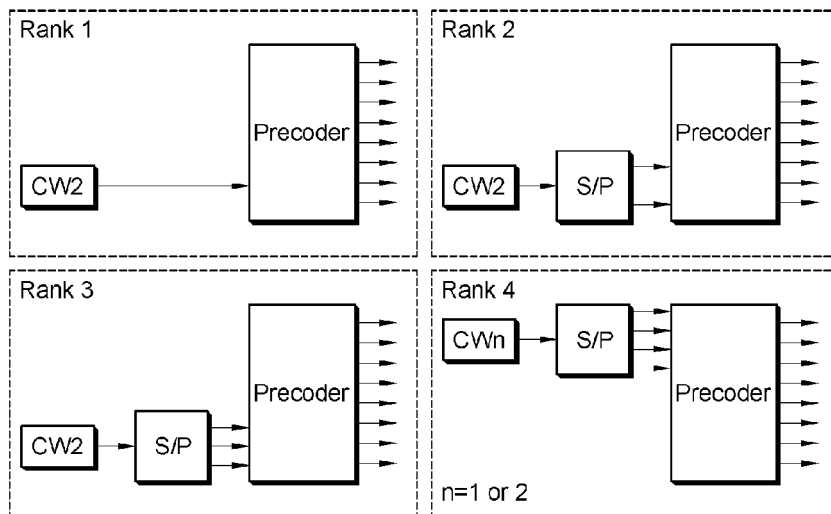 Rank 1
Precoder
CW2
Rank 2
Precoder
CW2
S/P
Rank 3
Precoder
CW2
S/P
Rank 4
CWn
S/P
Precoder
n=1 or 2